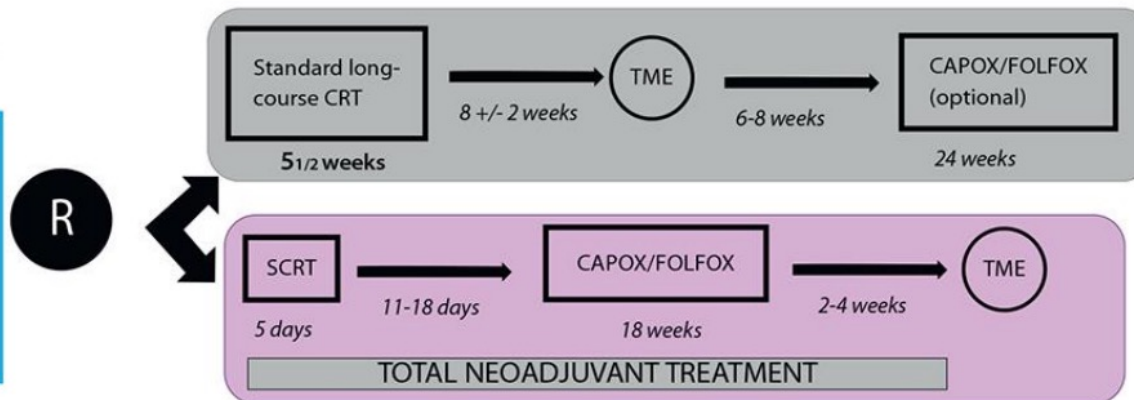 Standard long-
course CRT
5 1/2 weeks
8 +/- 2 weeks
TME
6-8 weeks
CAPOX/FOLFOX
(optional)
24 weeks
R
SCRT
5 days
11-18 days
CAPOX/FOLFOX
18 weeks
2-4 weeks
TME
TOTAL NEOADJUVANT TREATMENT